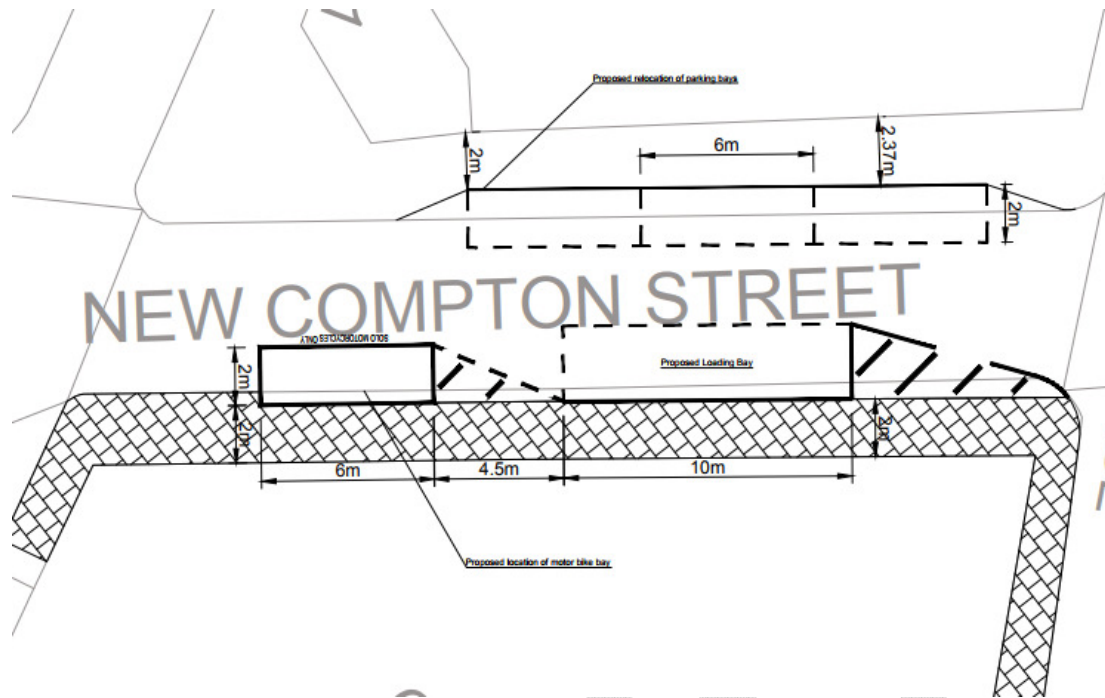 Proposed relocation of parking bays
2m
6m
2.37m
2m
NEW COMPTON STREET
SOLO MOTORCYCLES ONLY
2m
Proposed Loading Bay
2m
2m
6m
4.5m
10m
Proposed location of motor bike bay